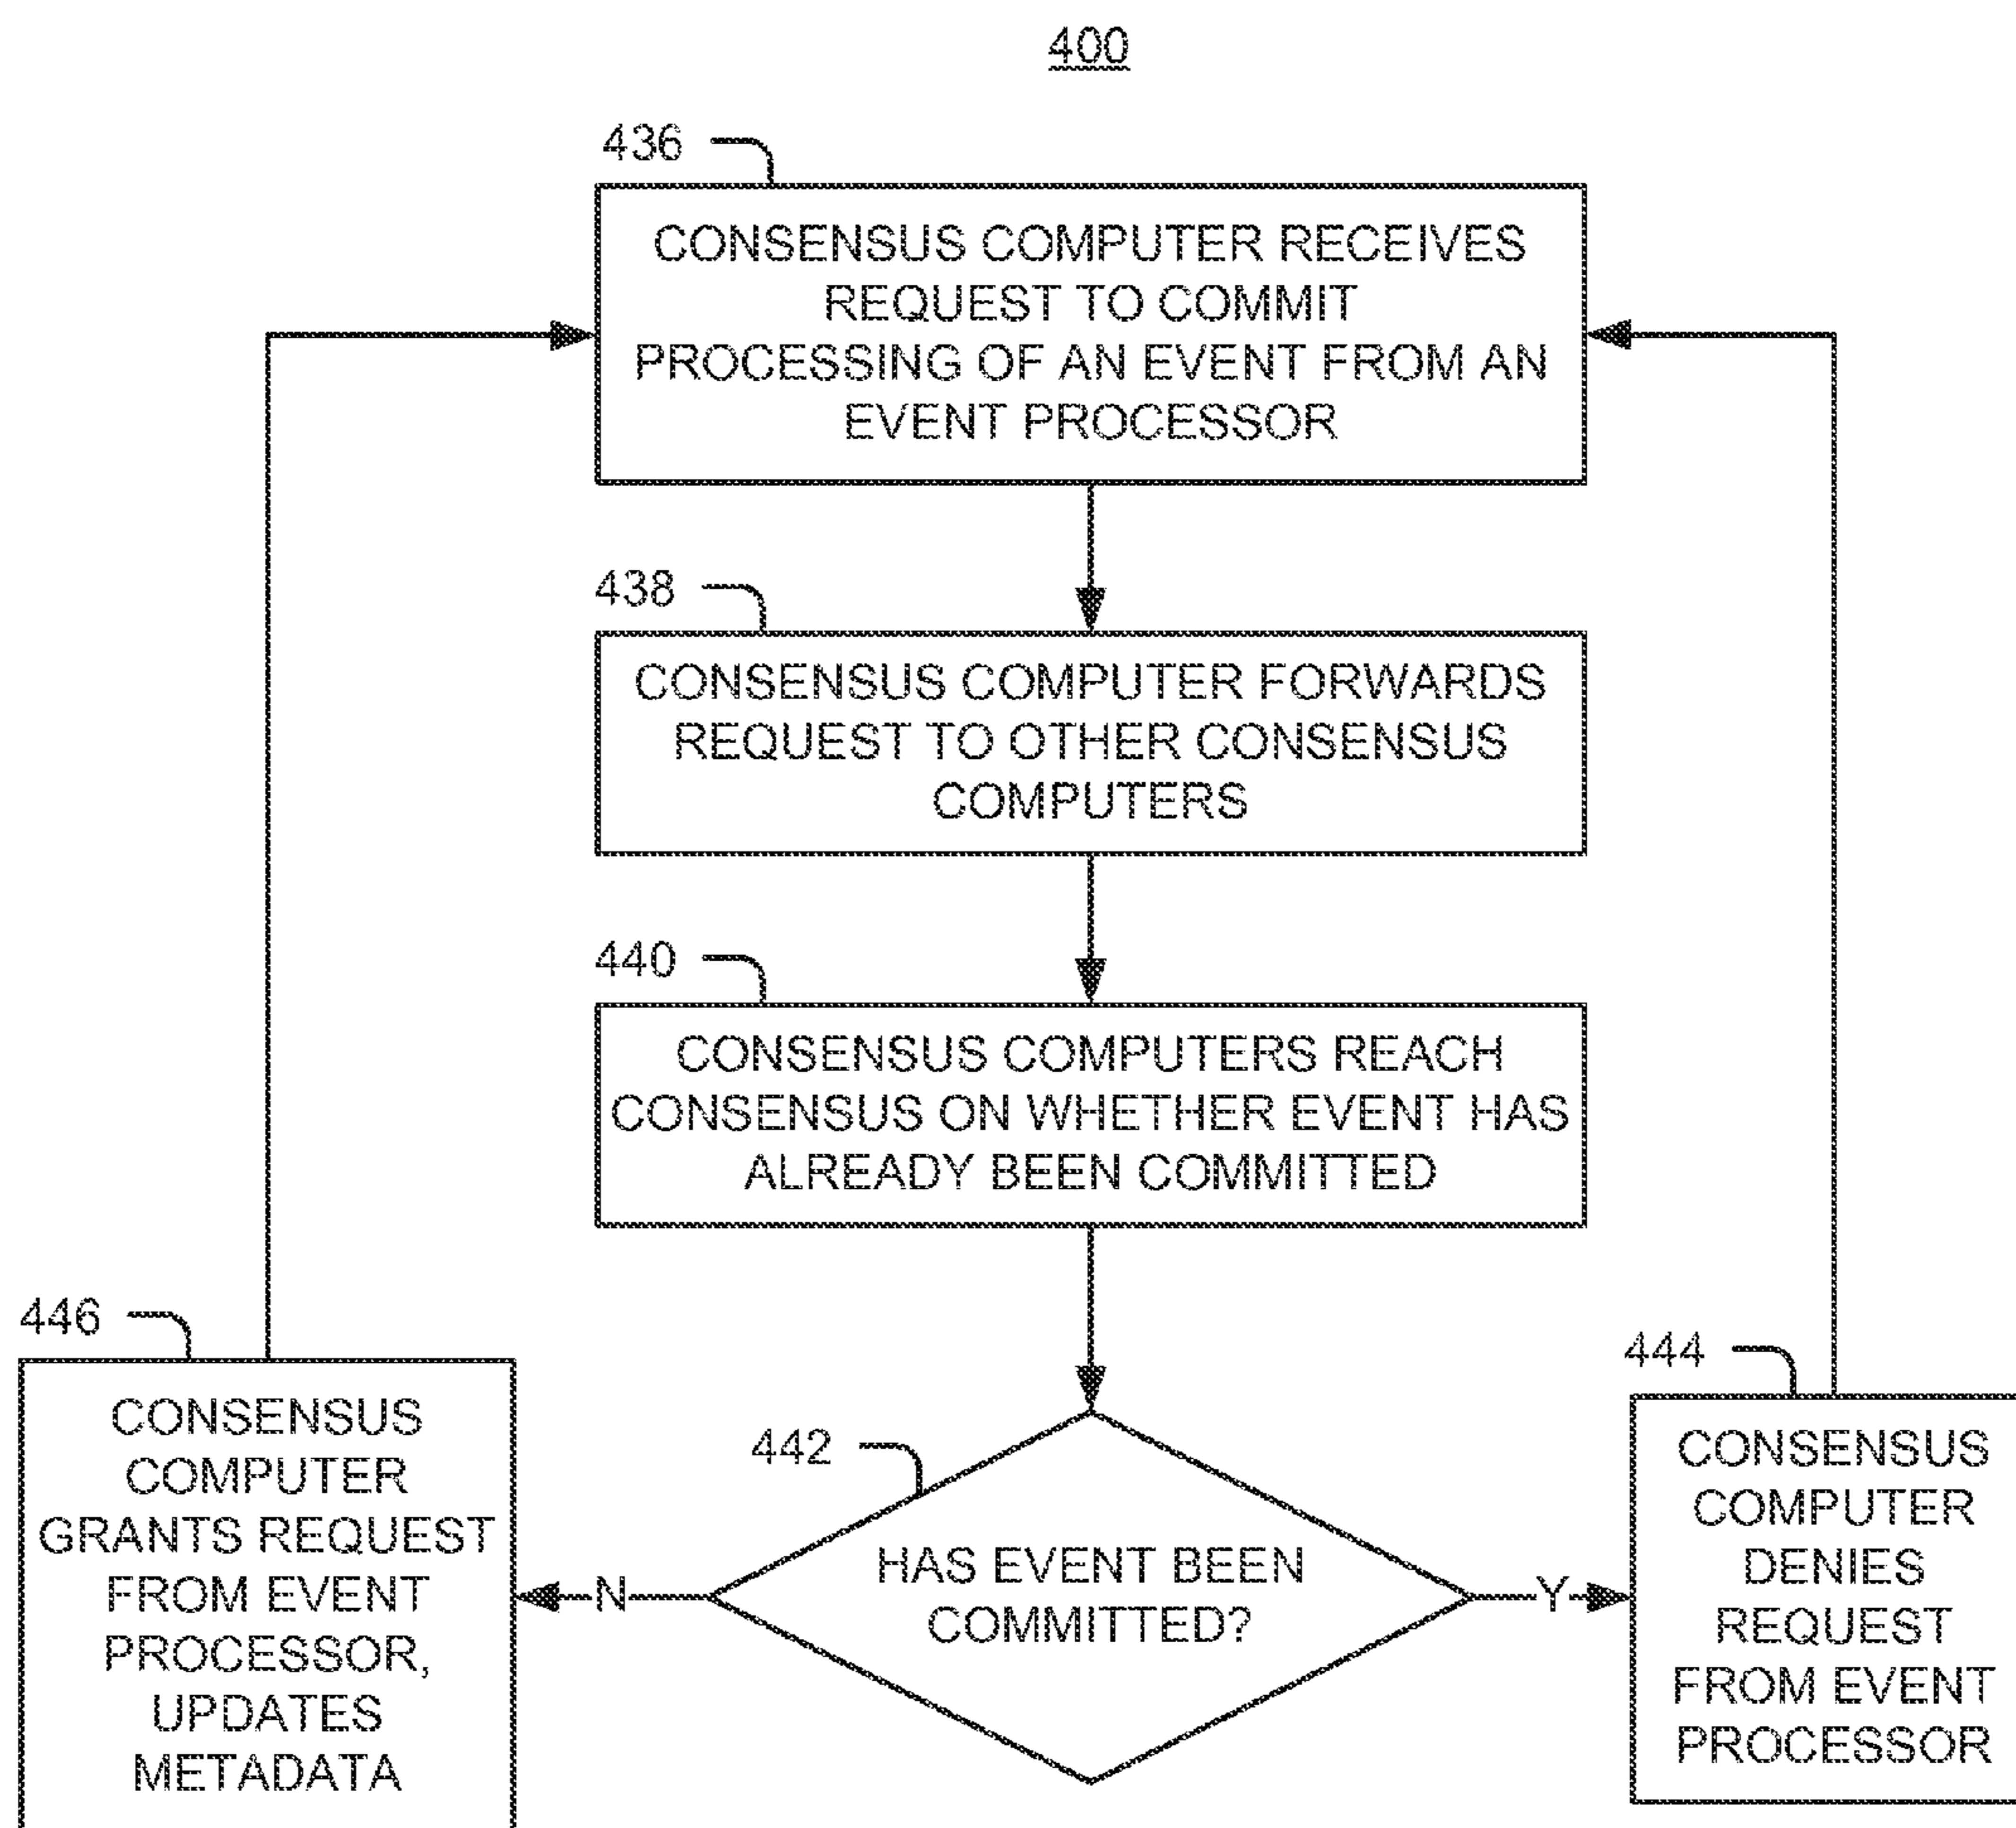 400
436
CONSENSUS COMPUTER RECEIVES
REQUEST TO COMMIT
PROCESSING OF AN EVENT FROM AN
EVENT PROCESSOR
438
CONSENSUS COMPUTER FORWARDS
REQUEST TO OTHER CONSENSUS
COMPUTERS
440
CONSENSUS COMPUTERS REACH
CONSENSUS ON WHETHER EVENT HAS
ALREADY BEEN COMMITTED
442
HAS EVENT BEEN
COMMITTED?
N
Y
446
CONSENSUS
COMPUTER
GRANTS REQUEST
FROM EVENT
PROCESSOR,
UPDATES
METADATA
444
CONSENSUS
COMPUTER
DENIES
REQUEST
FROM EVENT
PROCESSOR